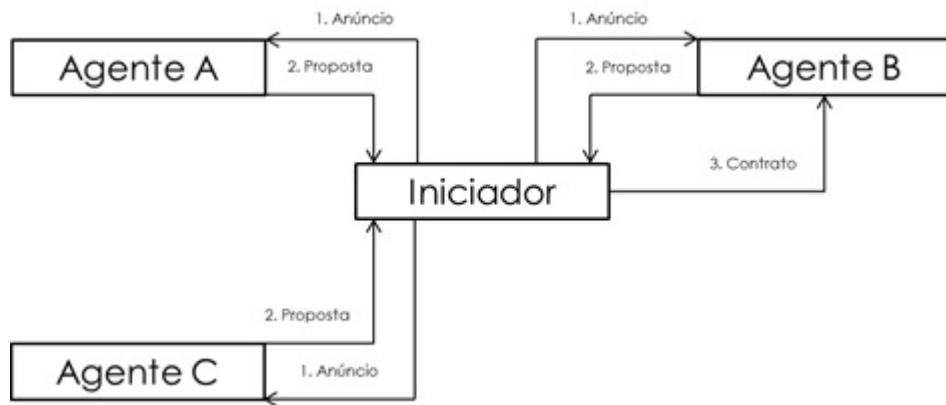 1. Anúncio
1. Anúncio
Agente A
2. Proposta
2. Proposta
Agente B
3. Contrato
Iniciador
2. Proposta
Agente C
1. Anúncio